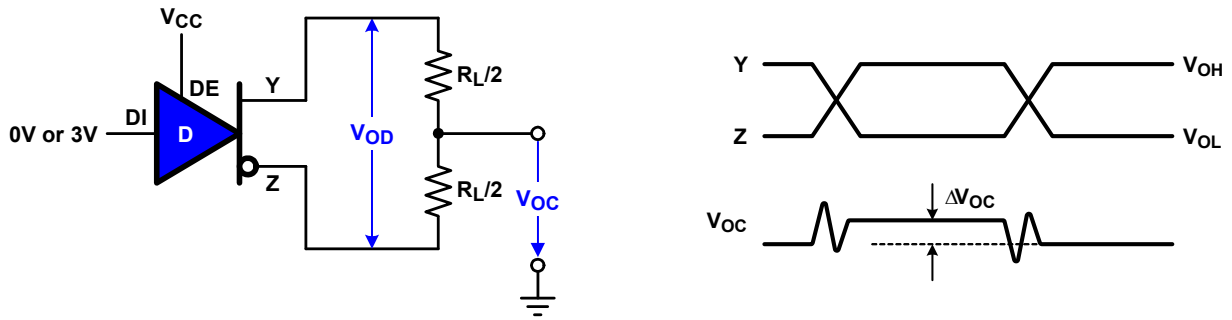 VCC
DE
Y
RL/2
DI
0V or 3V
D
VOD
Z
RL/2
VOC
Y
VOH
Z
VOL
ΔVOC
VOC